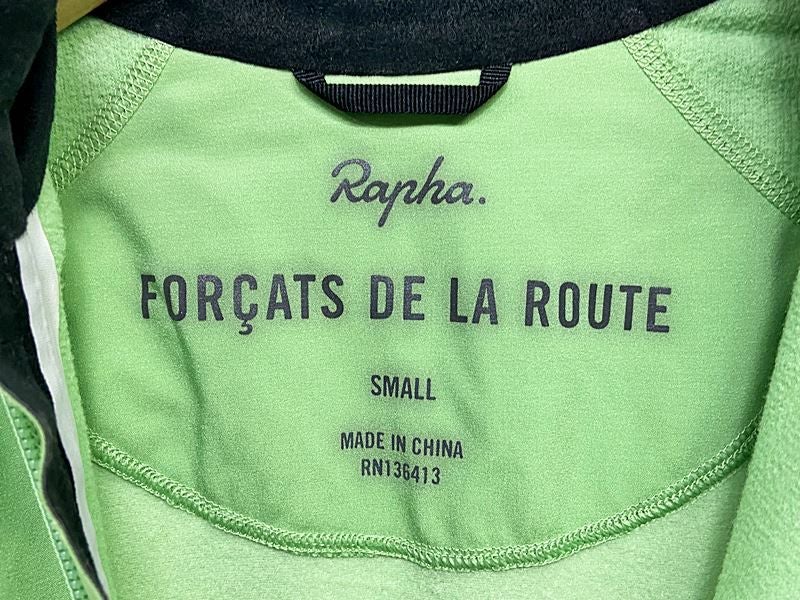 Rapha.
FORÇATS DE LA ROUTE
SMALL
MADE IN CHINA
RN136413